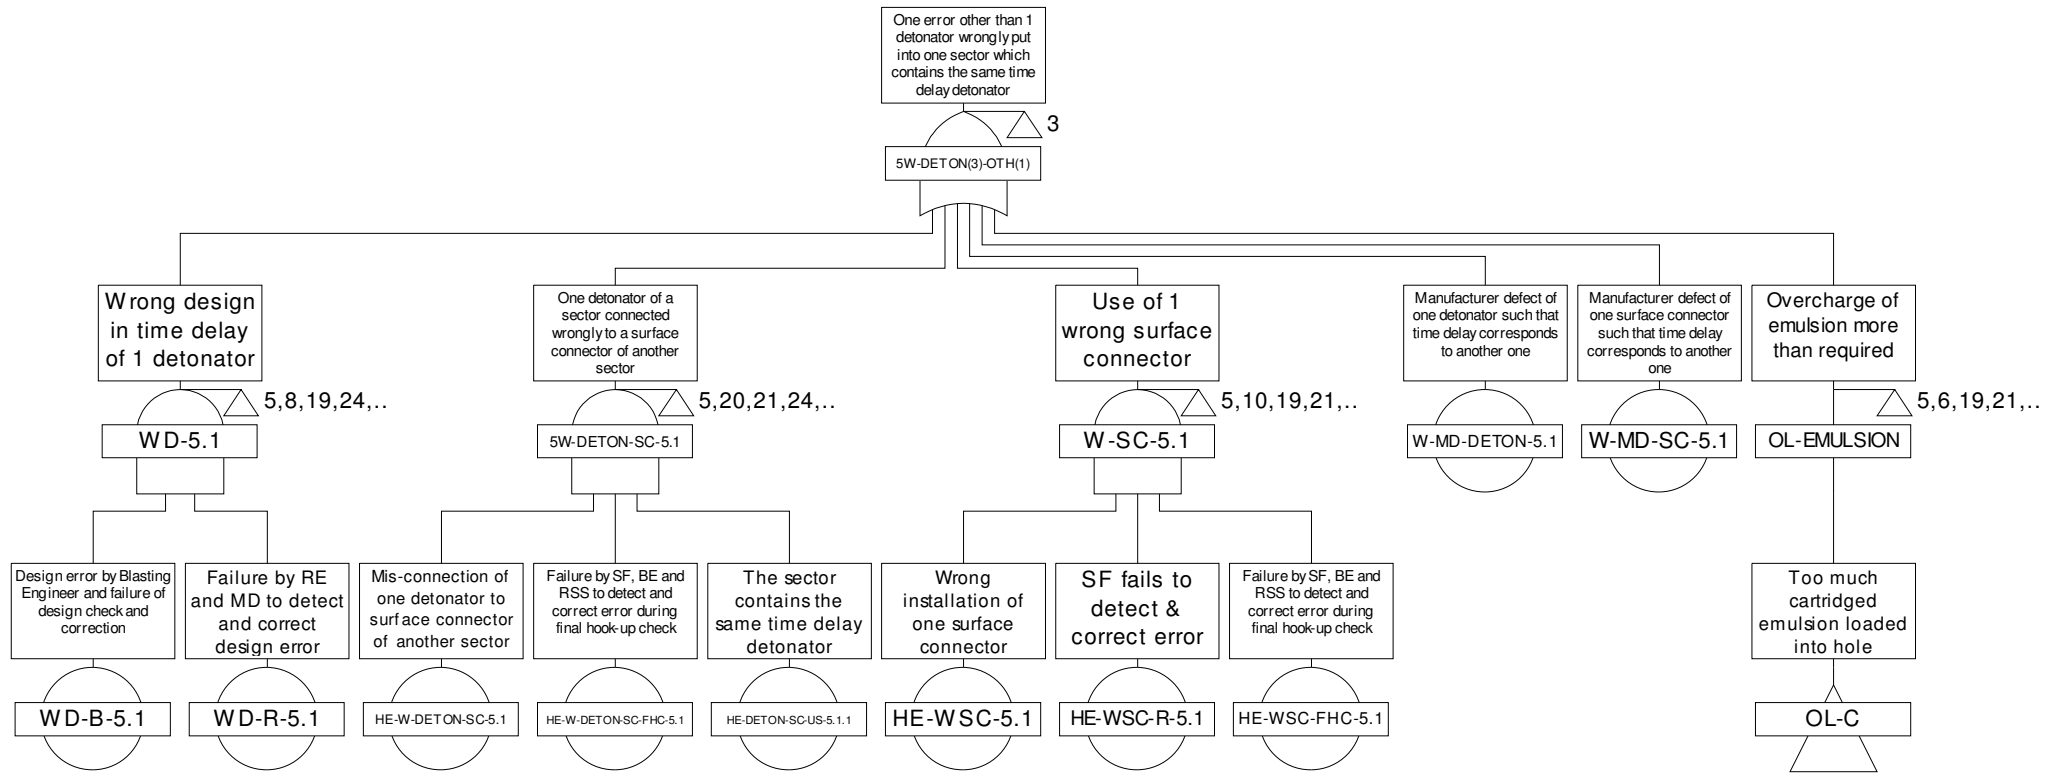 One error other than 1
detonator wrongly put
into one sector which
contains the same time
delay detonator
3
5W-DETON(3)-OTH(1)
Wrong design
in time delay
of 1 detonator
5,8,19,24,..
WD-5.1
One detonator of a
sector connected
wrongly to a surface
connector of another
sector
5,20,21,24,..
5W-DETON-SC-5.1
Use of 1
wrong surface
connector
5,10,19,21,..
W-SC-5.1
Manufacturer defect of
one detonator such that
time delay corresponds
to another one
W-MD-DETON-5.1
Manufacturer defect of
one surface connector
such that time delay
corresponds to another
one
W-MD-SC-5.1
Overcharge of
emulsion more
than required
5,6,19,21,..
OL-EMULSION
Design error by Blasting
Engineer and failure of
design check and
correction
WD-B-5.1
Failure by RE
and MD to detect
and correct
design error
WD-R-5.1
Mis-connection of
one detonator to
surface connector
of another sector
HE-W-DETON-SC-5.1
Failure by SF, BE and
RSS to detect and
correct error during
final hook-up check
HE-W-DETON-SC-FHC-5.1
The sector
contains the
same time delay
detonator
HE-DETON-SC-US-5.1.1
Wrong
installation of
one surface
connector
HE-WSC-5.1
SF fails to
detect &
correct error
HE-WSC-R-5.1
Failure by SF, BE and
RSS to detect and
correct error during
final hook-up check
HE-WSC-FHC-5.1
Too much
cartridged
emulsion loaded
into hole
OL-C